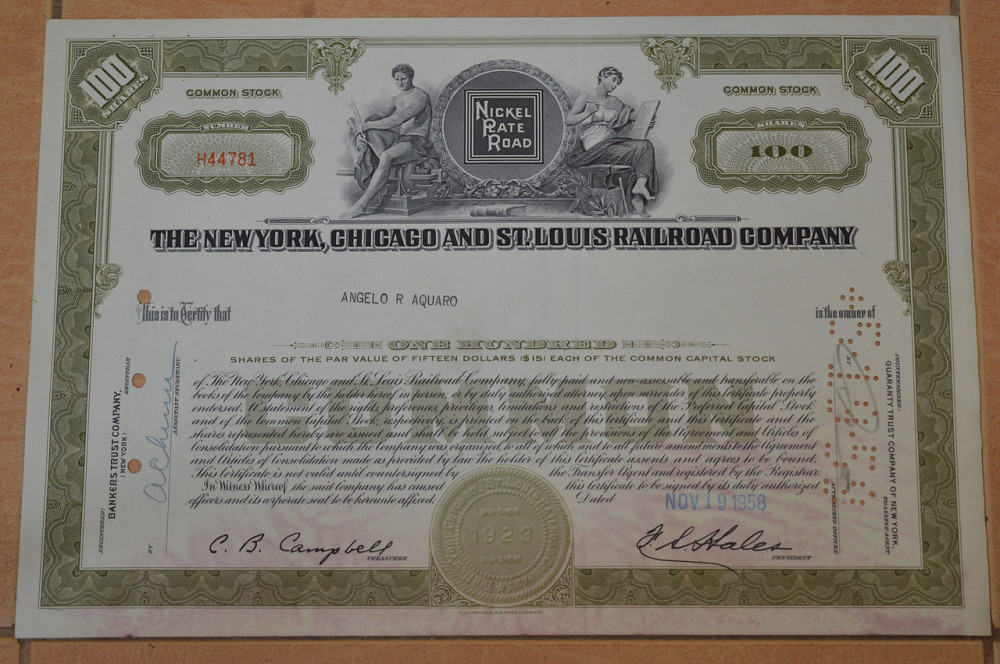 100
SHARES
COMMON STOCK
NUMBER
H44781
NICKEL
PLATE
ROAD
COMMON STOCK
100
SHARES
SHARES
100
THE NEW YORK, CHICAGO AND ST. LOUIS RAILROAD COMPANY
This is to Certify that
ANGELO R AQUARO
is the owner of
ONE HUNDRED
SHARES OF THE PAR VALUE OF FIFTEEN DOLLARS ($15) EACH OF THE COMMON CAPITAL STOCK
of The New York, Chicago and St. Louis Railroad Company, fully paid and non-assessable and transferable on the
books of the Company by the holder hereof in person, or by duly authorized attorney, upon surrender of this certificate properly
endorsed. A statement of the rights, preferences, privileges, limitations and restrictions of the Preferred Capital Stock
and of the Common Capital Stock, respectively, is printed on the back of this certificate and this certificate and the
shares represented hereby are issued and shall be held subject to the provisions of the Agreement and Articles of
Consolidation pursuant to which the Company was organized, to all of which and all future amendments to the Agreement
and Articles of Consolidation made as provided by law the holder of this Certificate assents and agrees to be bound.
This Certificate is not valid until countersigned by the Transfer Agent and registered by the Registrar.
In Witness Whereof the said Company has caused this certificate to be signed by its duly authorized
officers and its corporate seal to be hereunto affixed. Dated
NOV 19 1958
COMMON
C. B. Campbell
TREASURER
1923
PRESIDENT
REGISTERED:
BANKERS TRUST COMPANY,
(NEW YORK)
REGISTRAR
BY
ASSISTANT SECRETARY
COUNTERSIGNED:
GUARANTY TRUST COMPANY OF NEW YORK,
TRANSFER AGENT
BY
AUTHORIZED OFFICER